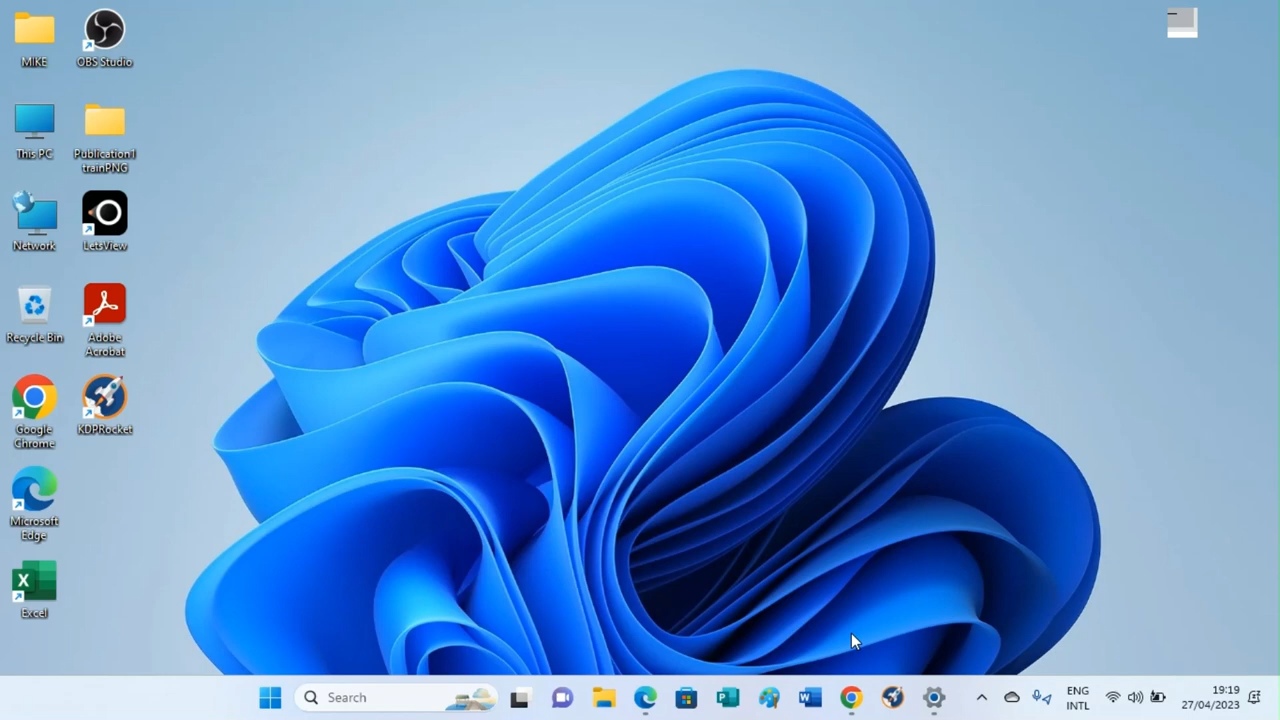 MIKE
OBS Studio
This PC
Publication1
trainPNG
Network
LetsView
Recycle Bin
Adobe
Acrobat
Google
Chrome
KDPRocket
Microsoft
Edge
Excel
Search
ENG
INTL
19:19
27/04/2023